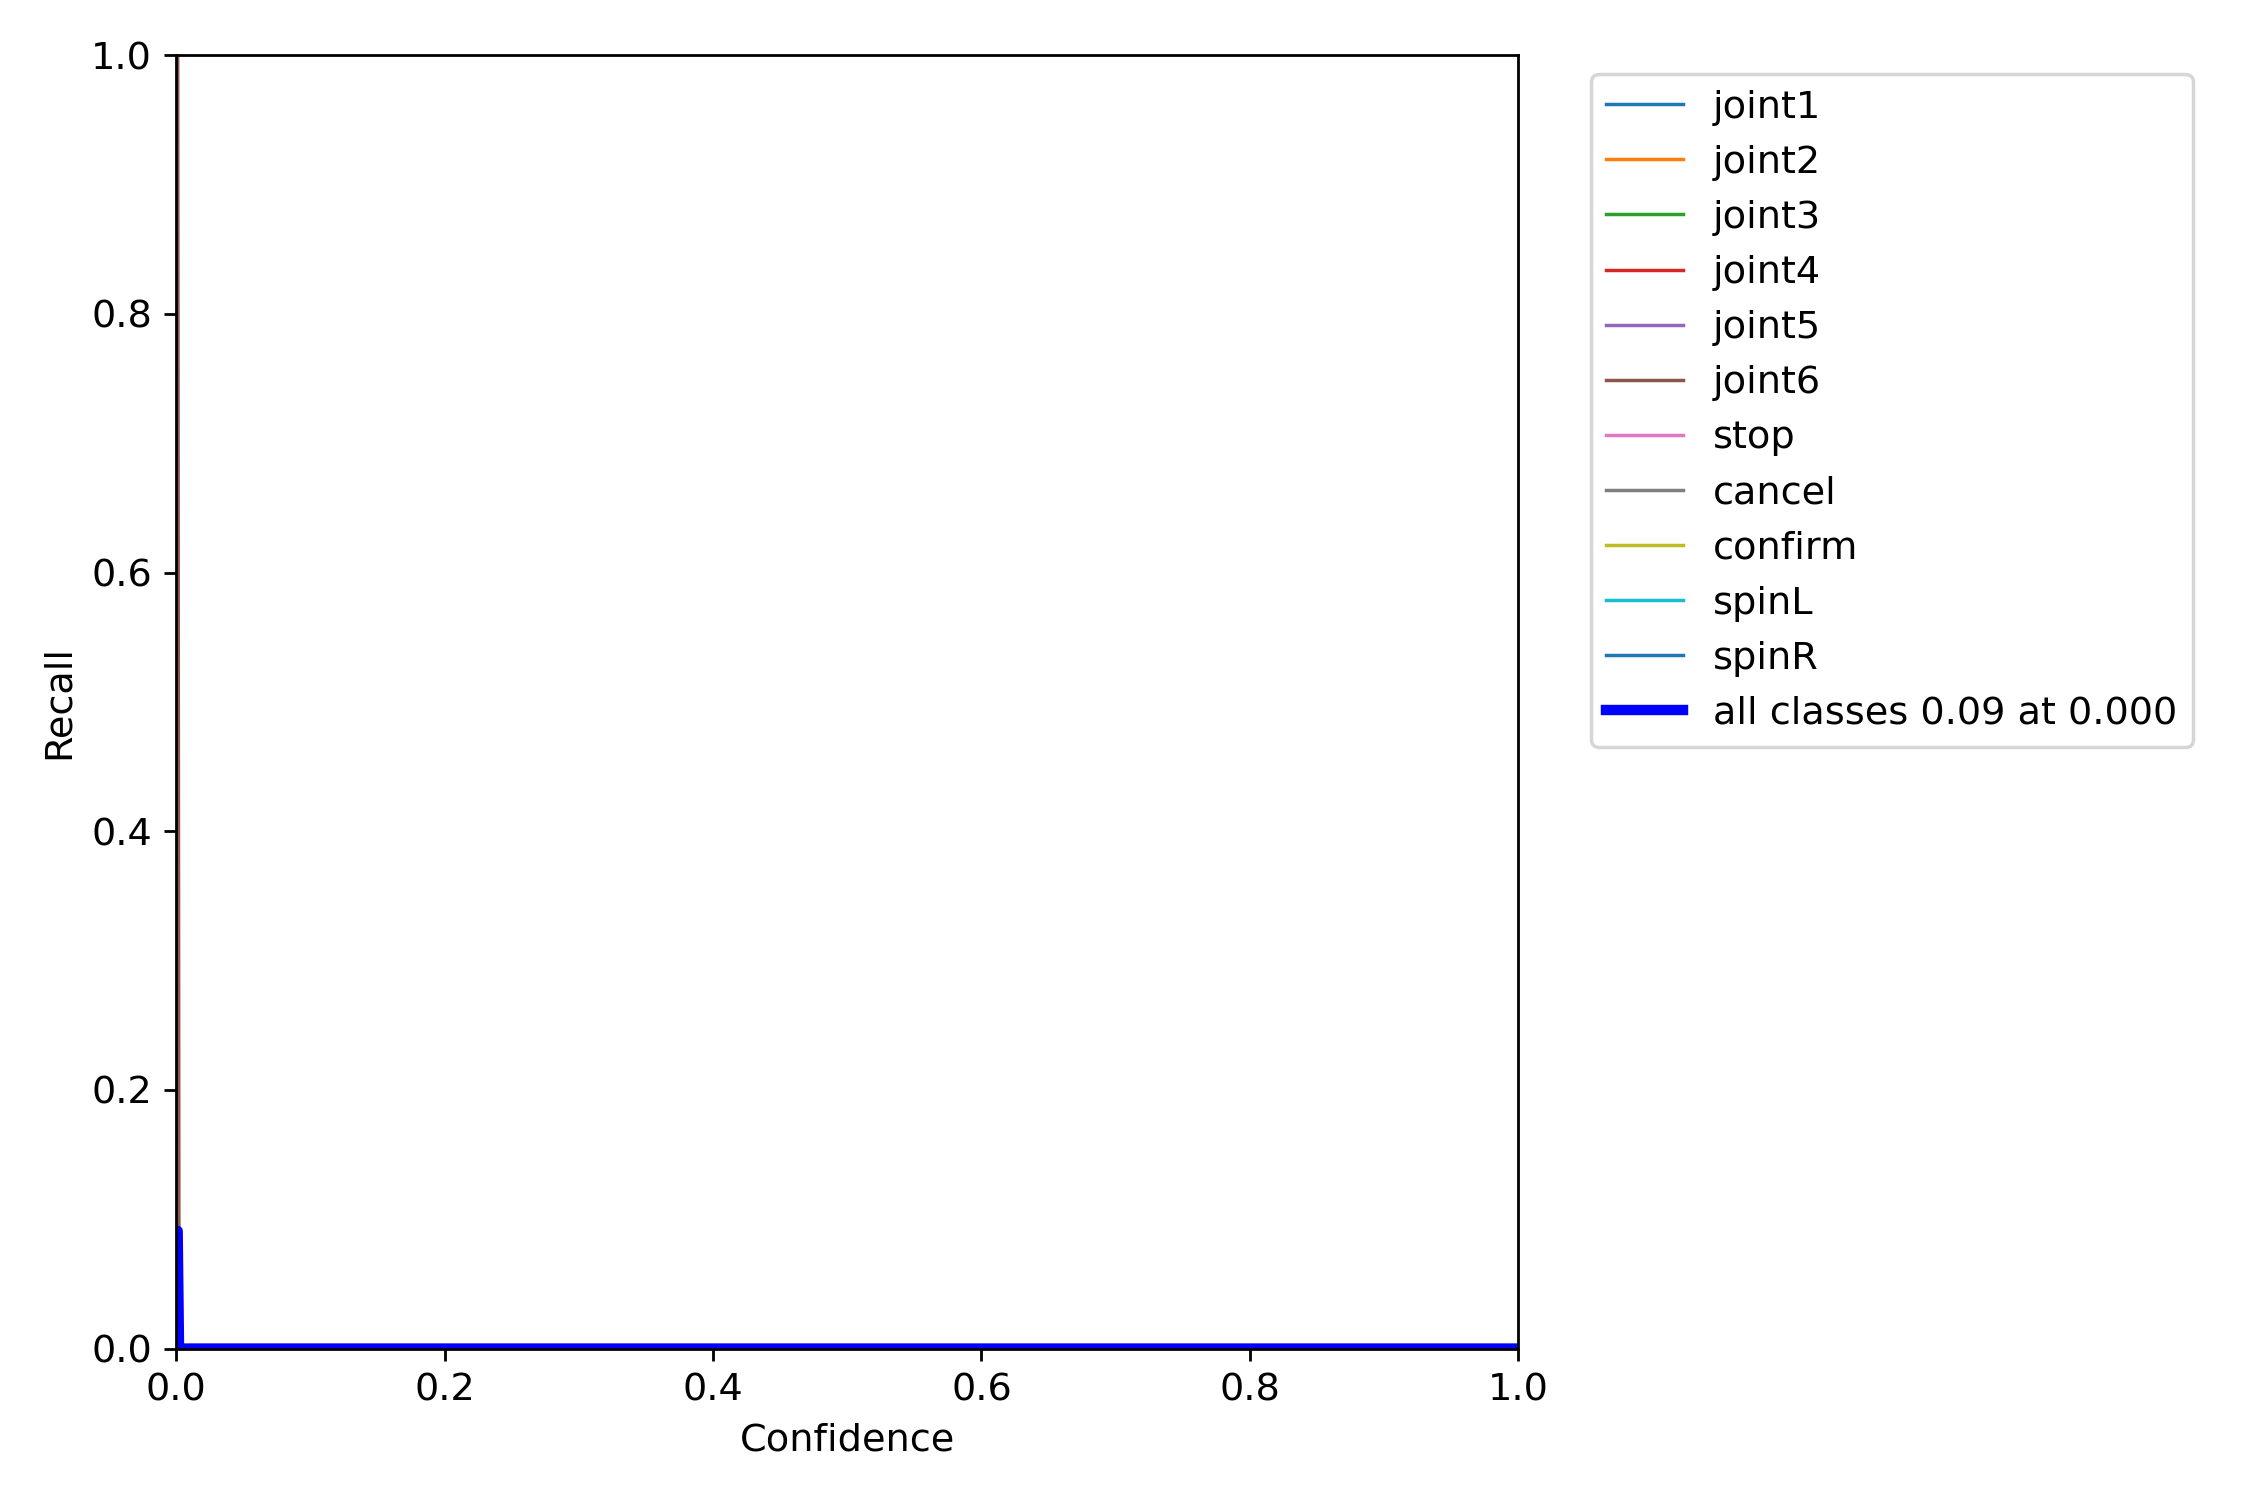 1.0
0.8
0.6
0.4
0.2
0.0
Recall
0.0 0.2 0.4 0.6 0.8 1.0
Confidence
joint1
joint2
joint3
joint4
joint5
joint6
stop
cancel
confirm
spinL
spinR
all classes 0.09 at 0.000